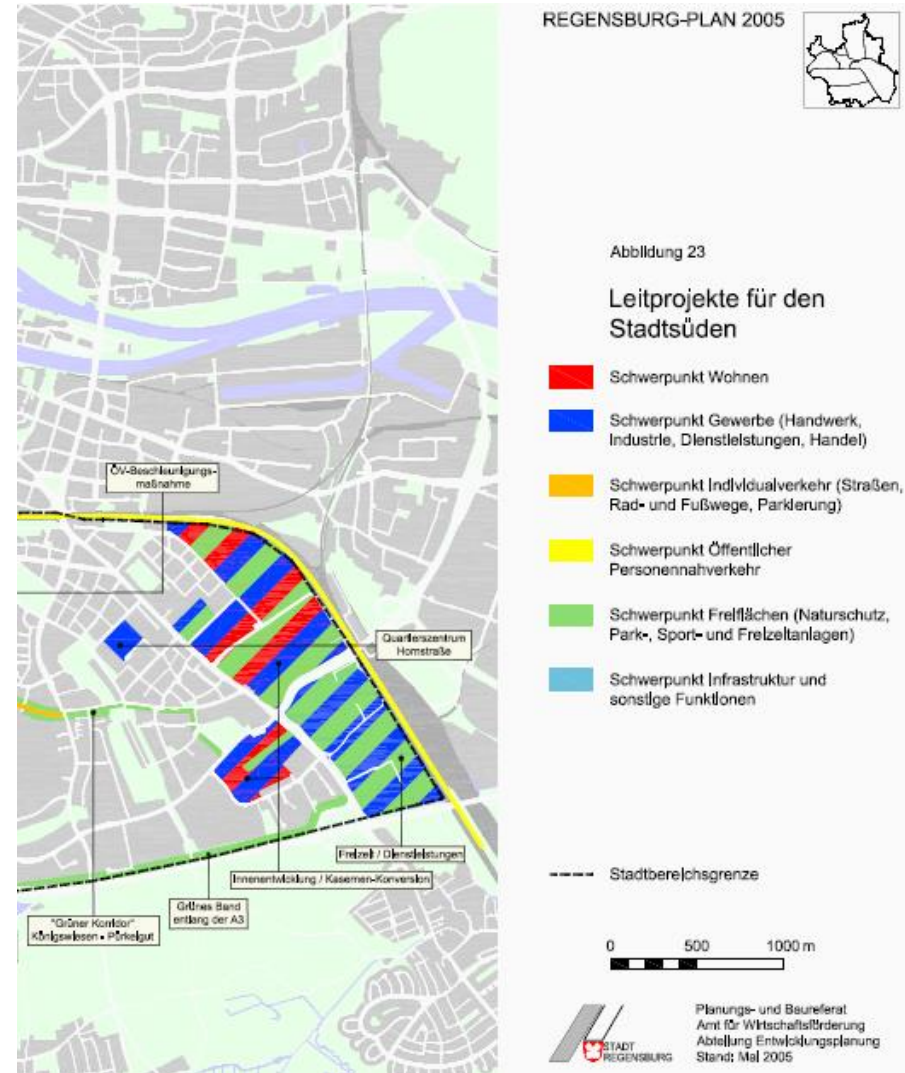 REGENSBURG-PLAN 2005
Abbildung 23
Leitprojekte für den
Stadtsüden
Schwerpunkt Wohnen
Schwerpunkt Gewerbe (Handwerk,
Industrie, Dienstleistungen, Handel)
Schwerpunkt Individualverkehr (Straßen,
Rad- und Fußwege, Parkierung)
Schwerpunkt Öffentlicher
Personennahverkehr
Schwerpunkt Freiflächen (Naturschutz,
Park-, Sport- und Freizeitanlagen)
Schwerpunkt Infrastruktur und
sonstige Funktionen
Stadtbereichsgrenze
0 500 1000 m
STADT
REGENSBURG
Planungs- und Baureferat
Amt für Wirtschaftsförderung
Abteilung Entwicklungsplanung
Stand: Mai 2005
ÖV-Beschleunigungs-
maßnahme
Quartierszentrum
Hornstraße
Freizeit / Dienstleistungen
Innenentwicklung / Kasernen-Konversion
Grünes Band
entlang der A3
"Grüner Korridor"
Königswiesen - Pürkelgut